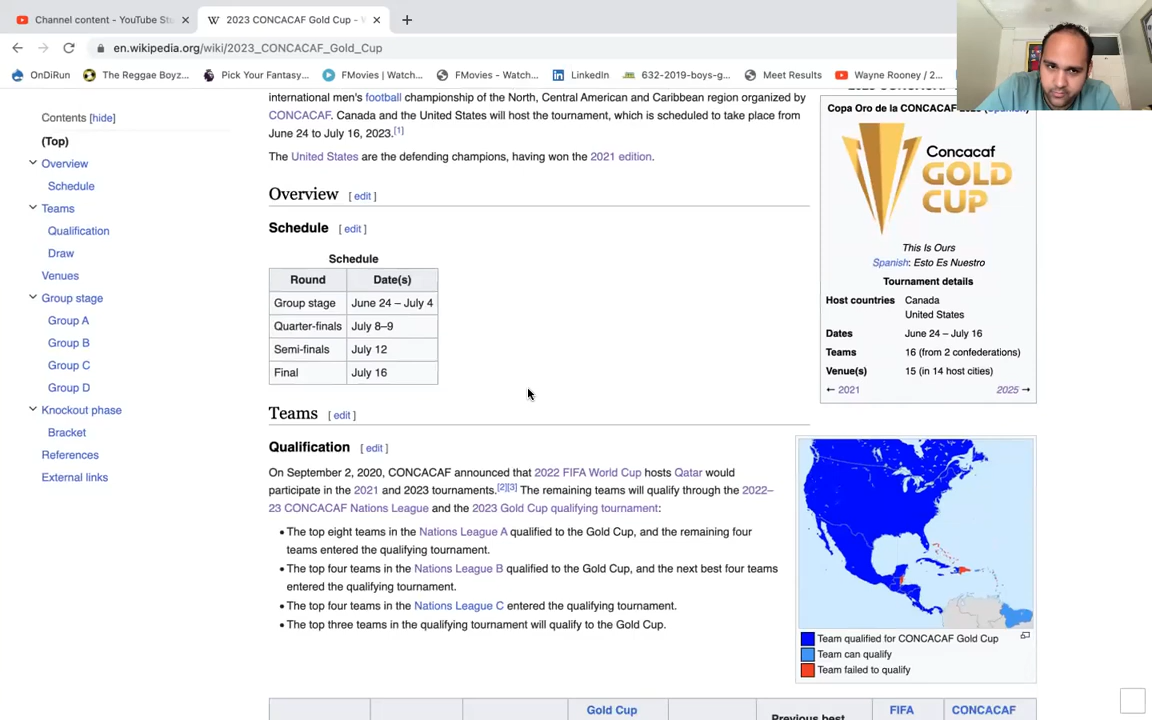 Channel content - YouTube Stu
2023 CONCACAF Gold Cup - W
en.wikipedia.org/wiki/2023_CONCACAF_Gold_Cup
OnDiRun
The Reggae Boyz...
Pick Your Fantasy...
FMovies | Watch...
FMovies - Watch...
LinkedIn
632-2019-boys-g...
Meet Results
Wayne Rooney / 2...
Contents [hide]
(Top)
Overview
Schedule
Teams
Qualification
Draw
Venues
Group stage
Group A
Group B
Group C
Group D
Knockout phase
Bracket
References
External links
international men's football championship of the North, Central American and Caribbean region organized by
CONCACAF. Canada and the United States will host the tournament, which is scheduled to take place from
June 24 to July 16, 2023.[1]
The United States are the defending champions, having won the 2021 edition.
Overview [ edit ]
Schedule [ edit ]
Schedule
Round Date(s)
Group stage June 24 – July 4
Quarter-finals July 8–9
Semi-finals July 12
Final July 16
Teams [ edit ]
Qualification [ edit ]
On September 2, 2020, CONCACAF announced that 2022 FIFA World Cup hosts Qatar would
participate in the 2021 and 2023 tournaments.[2][3] The remaining teams will qualify through the 2022–
23 CONCACAF Nations League and the 2023 Gold Cup qualifying tournament:
• The top eight teams in the Nations League A qualified to the Gold Cup, and the remaining four
teams entered the qualifying tournament.
• The top four teams in the Nations League B qualified to the Gold Cup, and the next best four teams
entered the qualifying tournament.
• The top four teams in the Nations League C entered the qualifying tournament.
• The top three teams in the qualifying tournament will qualify to the Gold Cup.
Copa Oro de la CONCACAF
Concacaf
GOLD
CUP
This Is Ours
Spanish: Esto Es Nuestro
Tournament details
Host countries Canada
United States
Dates June 24 – July 16
Teams 16 (from 2 confederations)
Venue(s) 15 (in 14 host cities)
← 2021 2025 →
Team qualified for CONCACAF Gold Cup
Team can qualify
Team failed to qualify
Gold Cup
Previous best
FIFA
CONCACAF